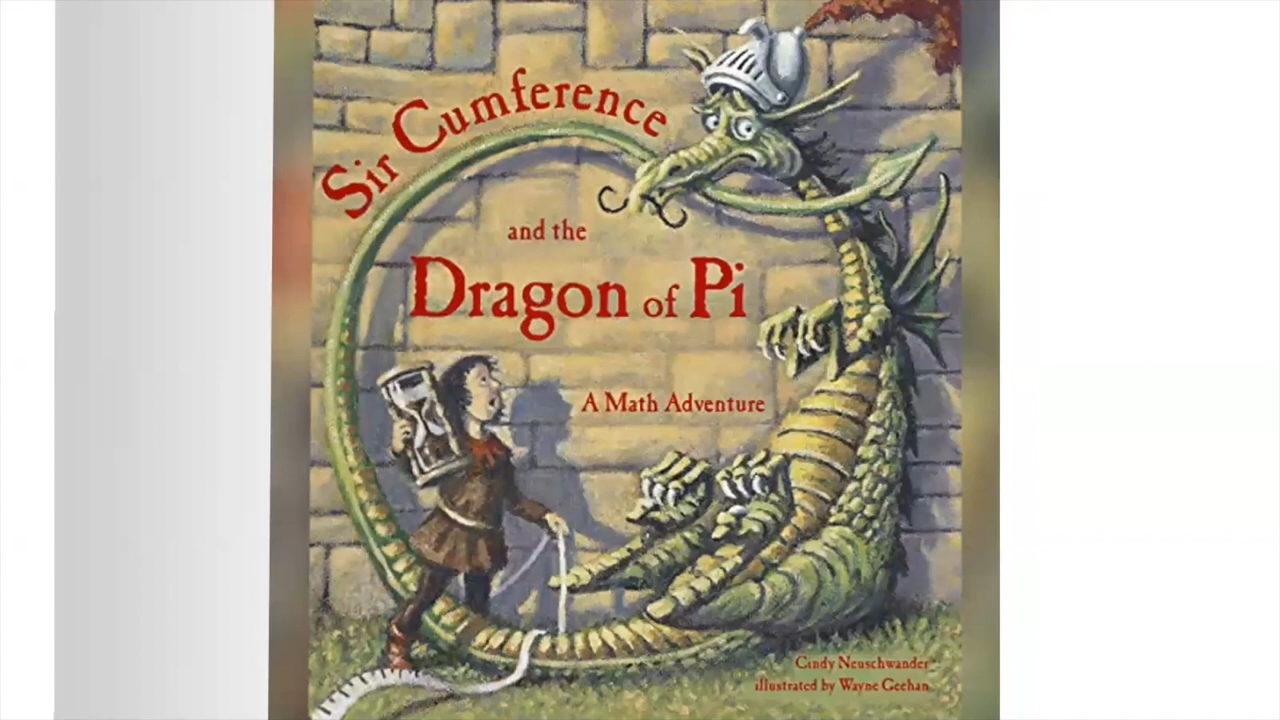 Sir Cumference
and the
Dragon of Pi
A Math Adventure
Cindy Neuschwander
illustrated by Wayne Geehan